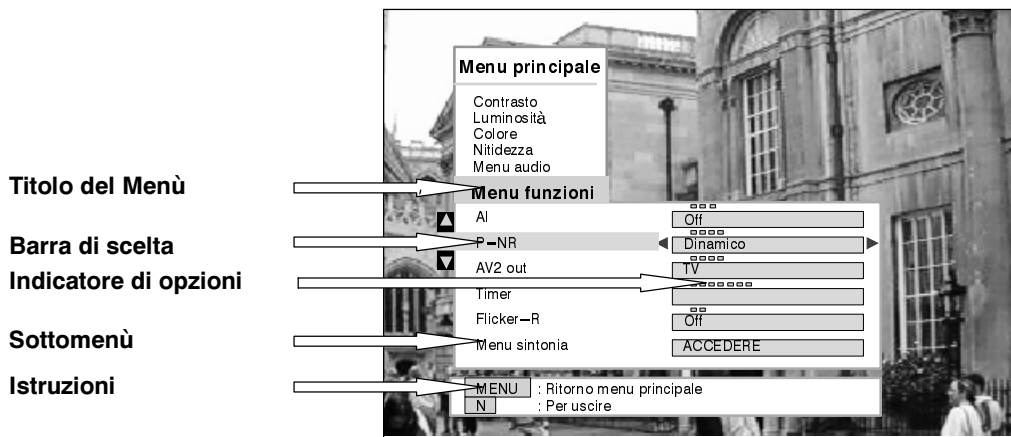 Menu principale
Contrasto
Luminosità
Colore
Nitidezza
Menu audio
Titolo del Menù
Menu funzioni
AI
Off
Barra di scelta
P–NR
Dinamico
AV2 out
TV
Indicatore di opzioni
Timer
Flicker–R
Off
Sottomenù
Menu sintonia
ACCEDERE
Istruzioni
MENU : Ritorno menu principale
N : Per uscire